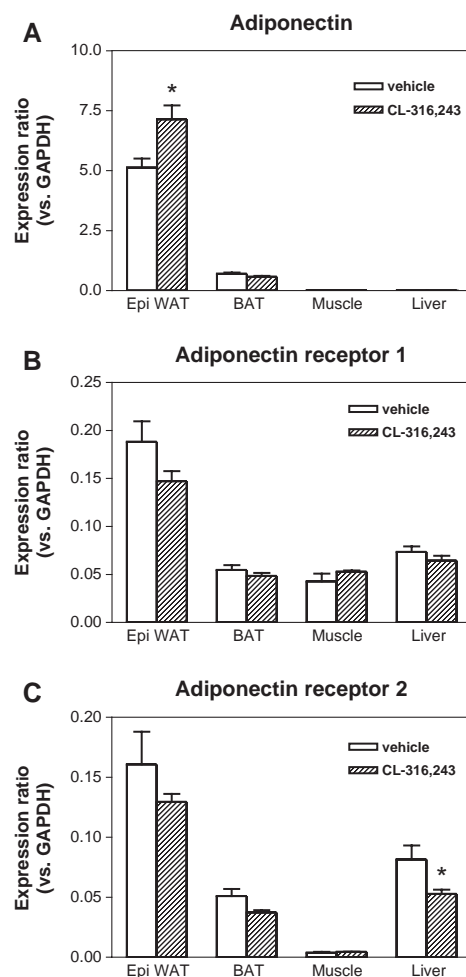 A
Adiponectin
Expression ratio
(vs. GAPDH)
10.0
7.5
5.0
2.5
0.0
*
vehicle
CL-316,243
Epi WAT BAT Muscle Liver
B
Adiponectin receptor 1
Expression ratio
(vs. GAPDH)
0.25
0.20
0.15
0.10
0.05
0.00
vehicle
CL-316,243
Epi WAT BAT Muscle Liver
C
Adiponectin receptor 2
Expression ratio
(vs. GAPDH)
0.20
0.15
0.10
0.05
0.00
vehicle
CL-316,243
*
Epi WAT BAT Muscle Liver